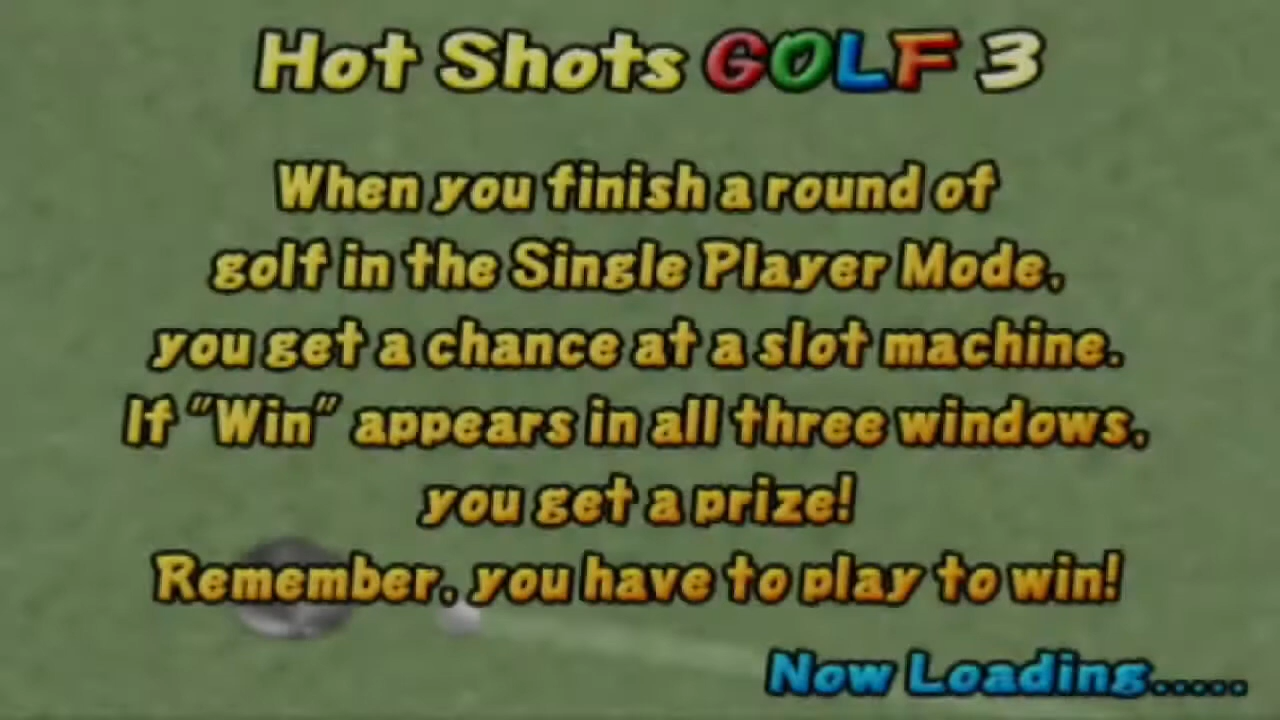 Hot Shots GOLF 3
When you finish a round of
golf in the Single Player Mode,
you get a chance at a slot machine.
If "Win" appears in all three windows,
you get a prize!
Remember, you have to play to win!
Now Loading.....